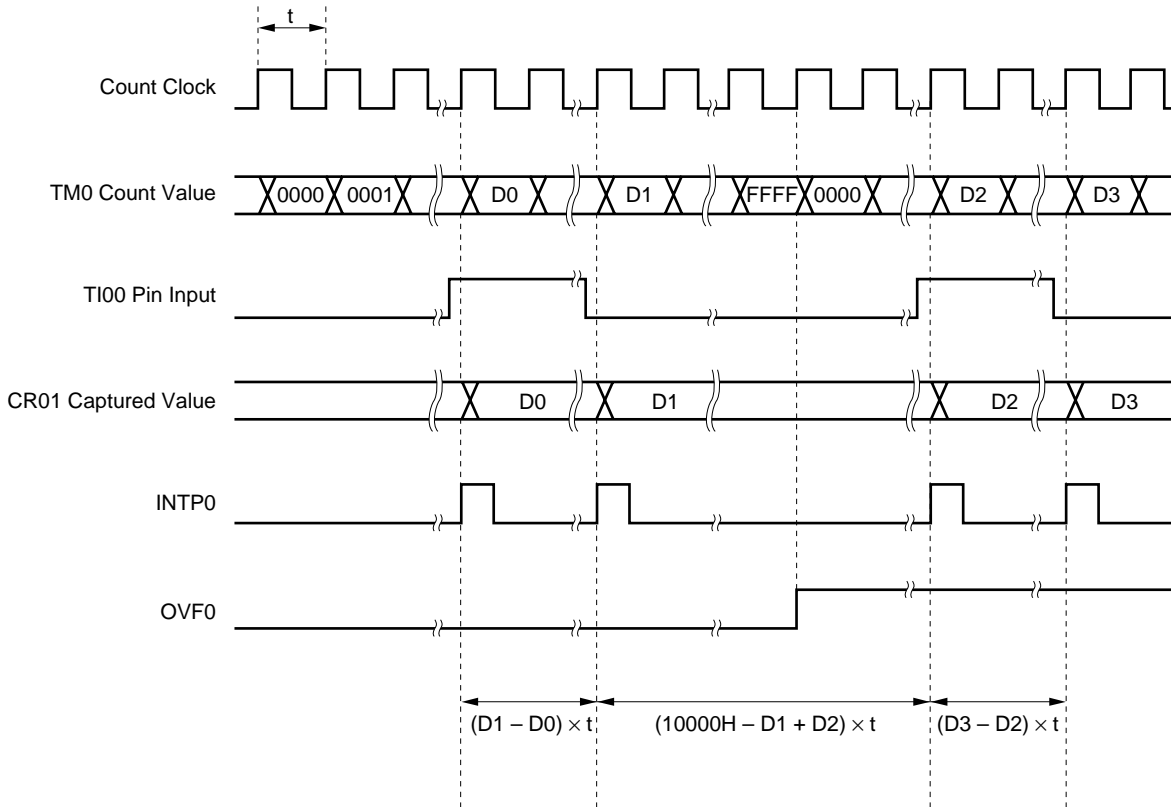 t
Count Clock
TM0 Count Value 0000 0001 D0 D1 FFFF 0000 D2 D3
TI00 Pin Input
CR01 Captured Value D0 D1 D2 D3
INTP0
OVF0
(D1 – D0) × t (10000H – D1 + D2) × t (D3 – D2) × t